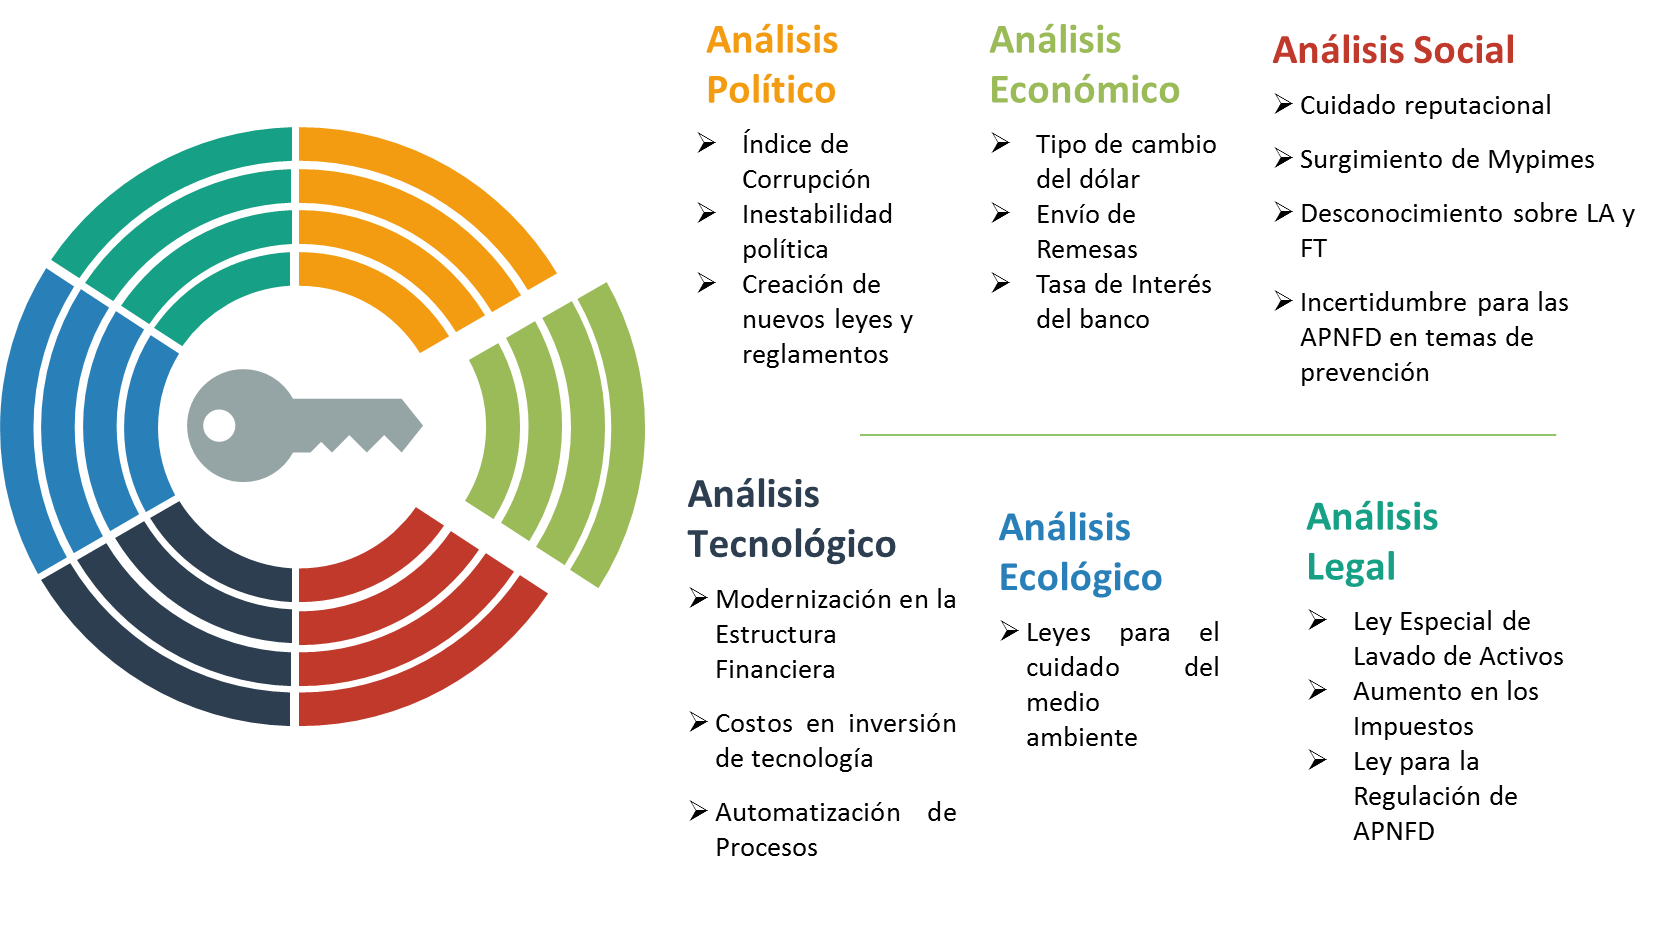 Análisis
Político
Índice de
Corrupción
Inestabilidad
política
Creación de
nuevos leyes y
reglamentos
Análisis
Económico
Tipo de cambio
del dólar
Envío de
Remesas
Tasa de Interés
del banco
Análisis Social
Cuidado reputacional
Surgimiento de Mypimes
Desconocimiento sobre LA y
FT
Incertidumbre para las
APNFD en temas de
prevención
Análisis
Tecnológico
Modernización en la
Estructura
Financiera
Costos en inversión
de tecnología
Automatización de
Procesos
Análisis
Ecológico
Leyes para el
cuidado del
medio
ambiente
Análisis
Legal
Ley Especial de
Lavado de Activos
Aumento en los
Impuestos
Ley para la
Regulación de
APNFD